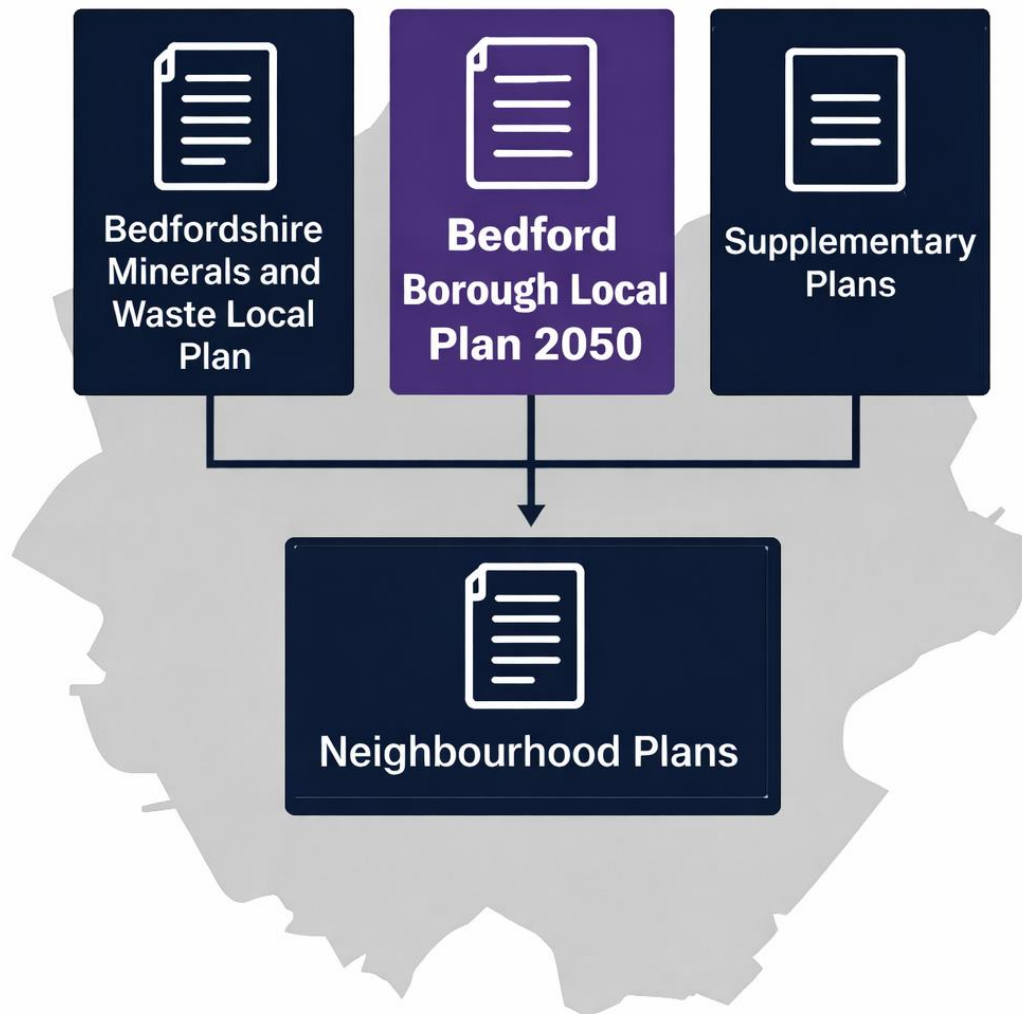 Bedfordshire
Minerals and
Waste Local
Plan
Bedford
Borough Local
Plan 2050
Supplementary
Plans
Neighbourhood Plans